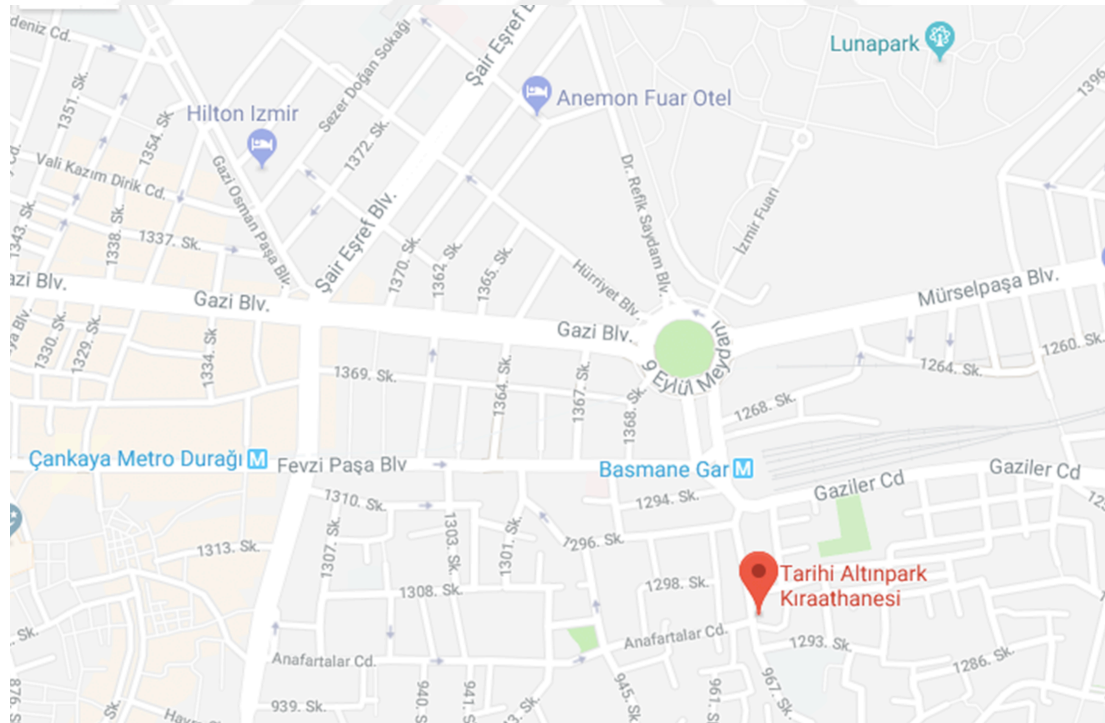 deniz Cd.
1351. Sk.
1354. Sk.
Hilton Izmir
Sezer Doğan Sokağı
1372. Sk.
Şair Eşref B
Anemon Fuar Otel
Lunapark
1396.
Vali Kazım Dirik Cd.
Gazi Osman Paşa Blv.
1343. Sk.
1338. Sk.
1337. Sk.
Şair Eşref Blv.
1370. Sk.
1362. Sk.
1365. Sk.
Hürriyet Blv.
Dr. Refik Saydam Blv.
İzmir Fuarı
azi Blv.
Gazi Blv.
Gazi Blv.
9 Eylül Meydanı
Mürselpaşa Blv.
ya Blv.
1330. Sk.
1329. Sk.
1334. Sk
1369. Sk.
1364. Sk.
1367. Sk.
1368. Sk.
1268. Sk.
1264. Sk.
1260. Sk.
Çankaya Metro Durağı M
Fevzi Paşa Blv
Basmane Gar M
Gaziler Cd
Gaziler Cd
1310. Sk.
1294. Sk.
1296. Sk.
1313. Sk.
1307. Sk.
1303. Sk.
1301. Sk.
1308. Sk.
1298. Sk.
Tarihi Altınpark
Kıraathanesi
Anafartalar Cd.
Anafartalar Cd.
1293. Sk.
1286. Sk.
967. Sk.
961. Sk
945. Sk.
940. S
941. S
939. Sk.
Sk.
876. S